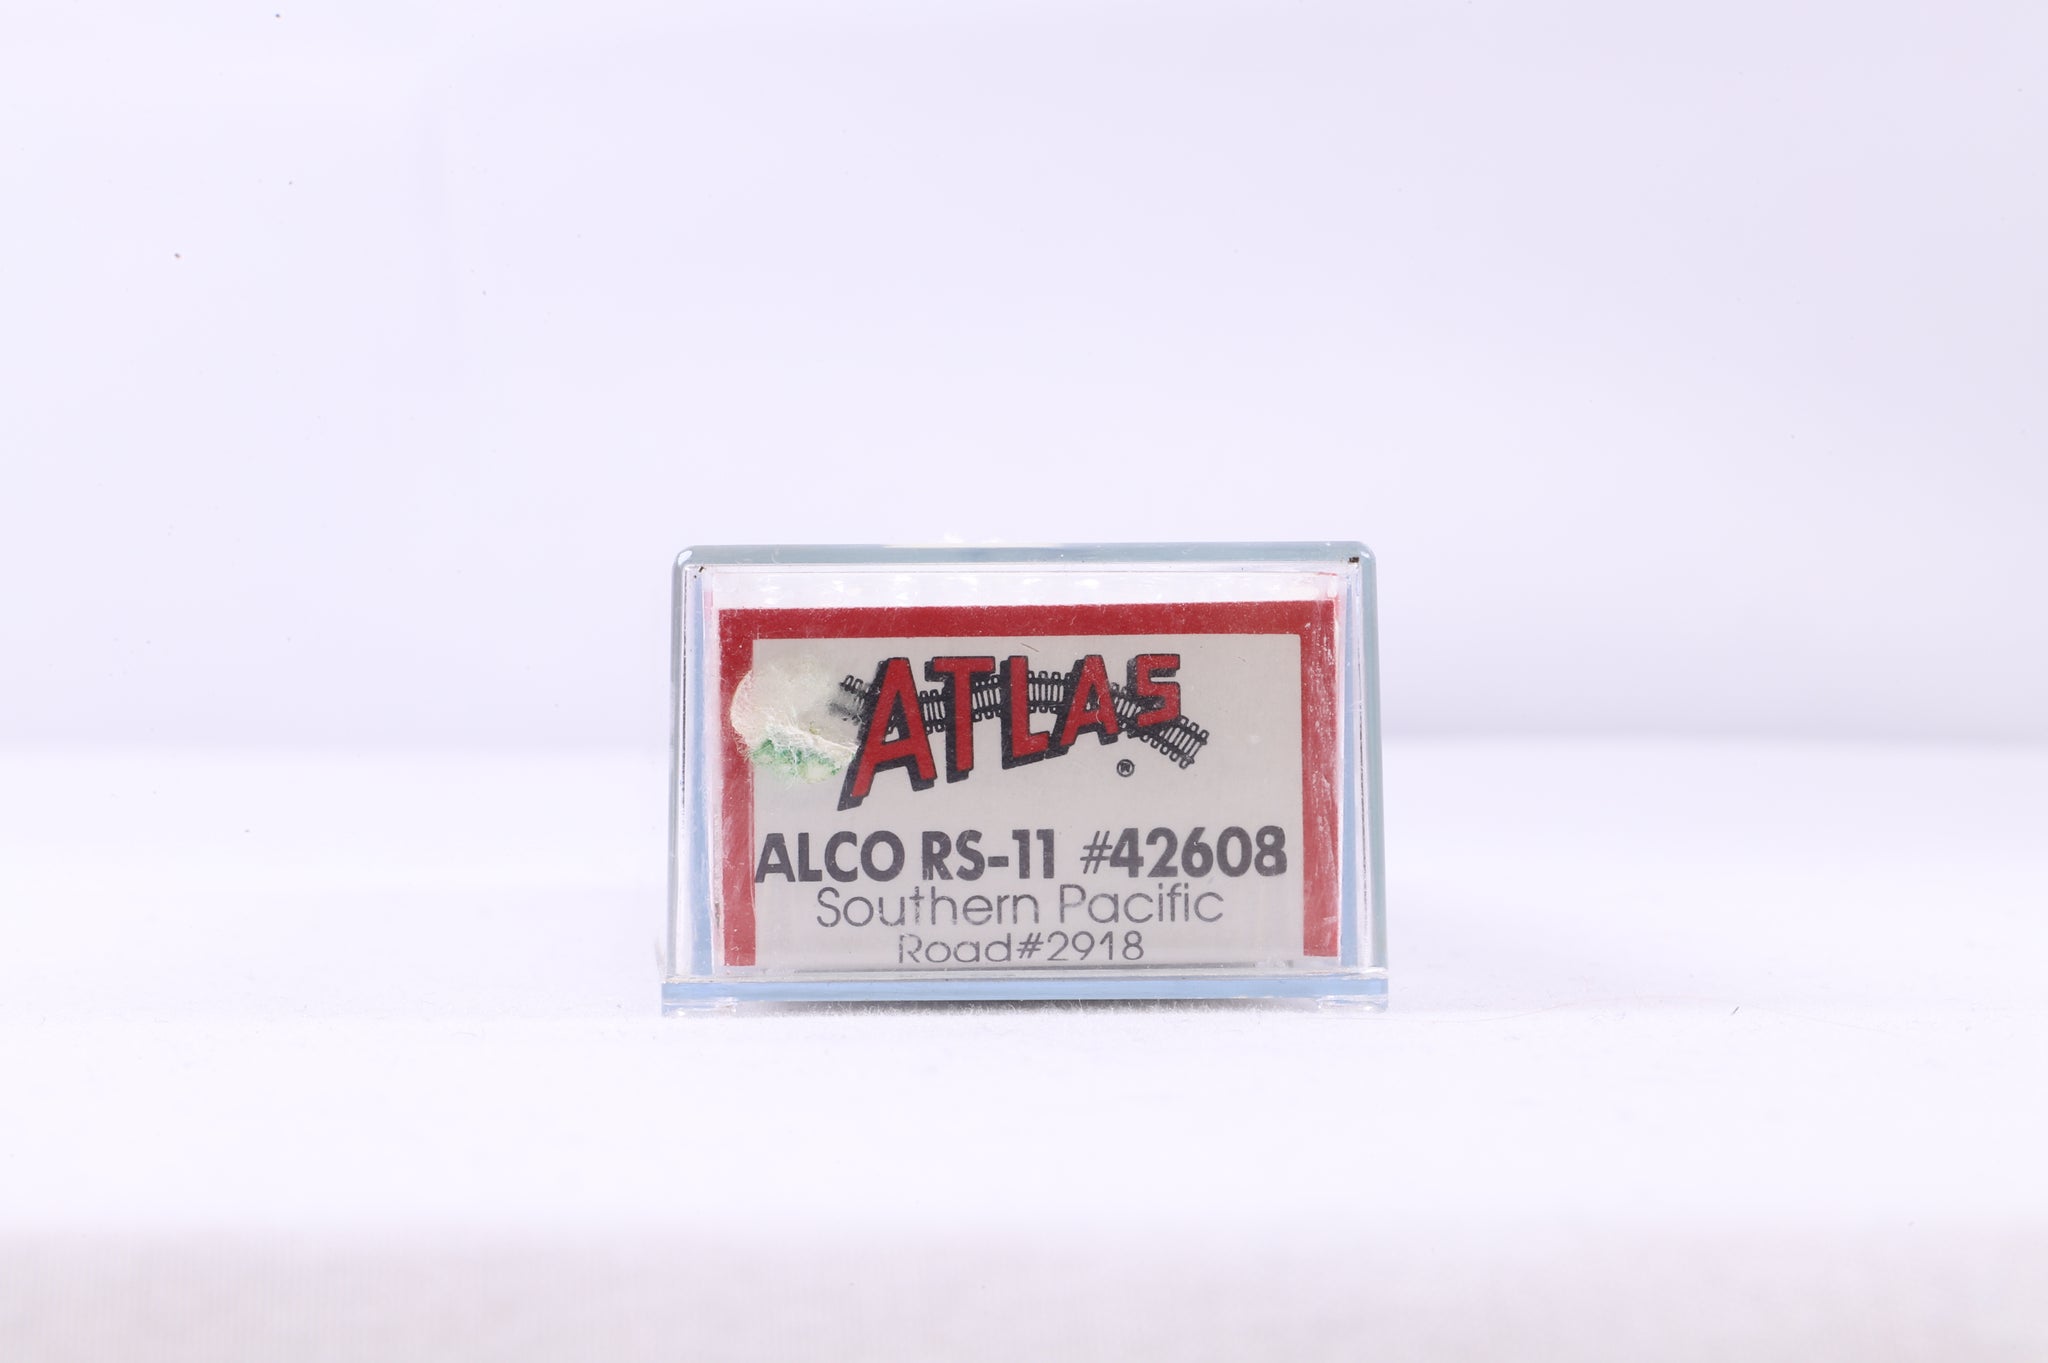 ATLAS
®
ALCO RS-11 #42608
Southern Pacific
Road#2918